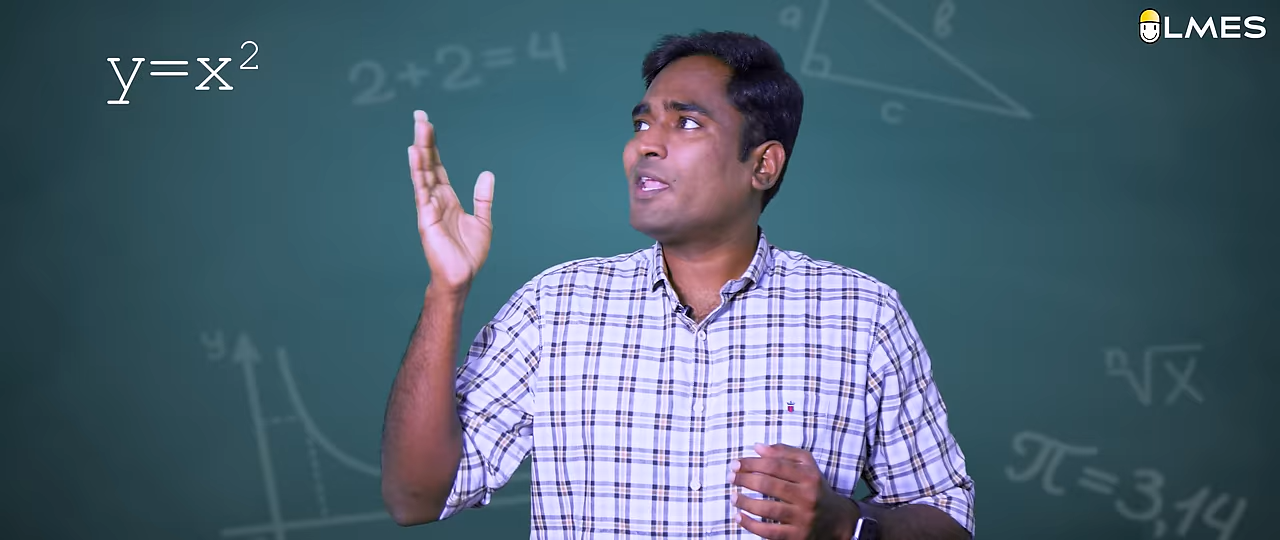 LMES
y=x²
2+2=4
a
b
c
y
ⁿ√x
π=3,14